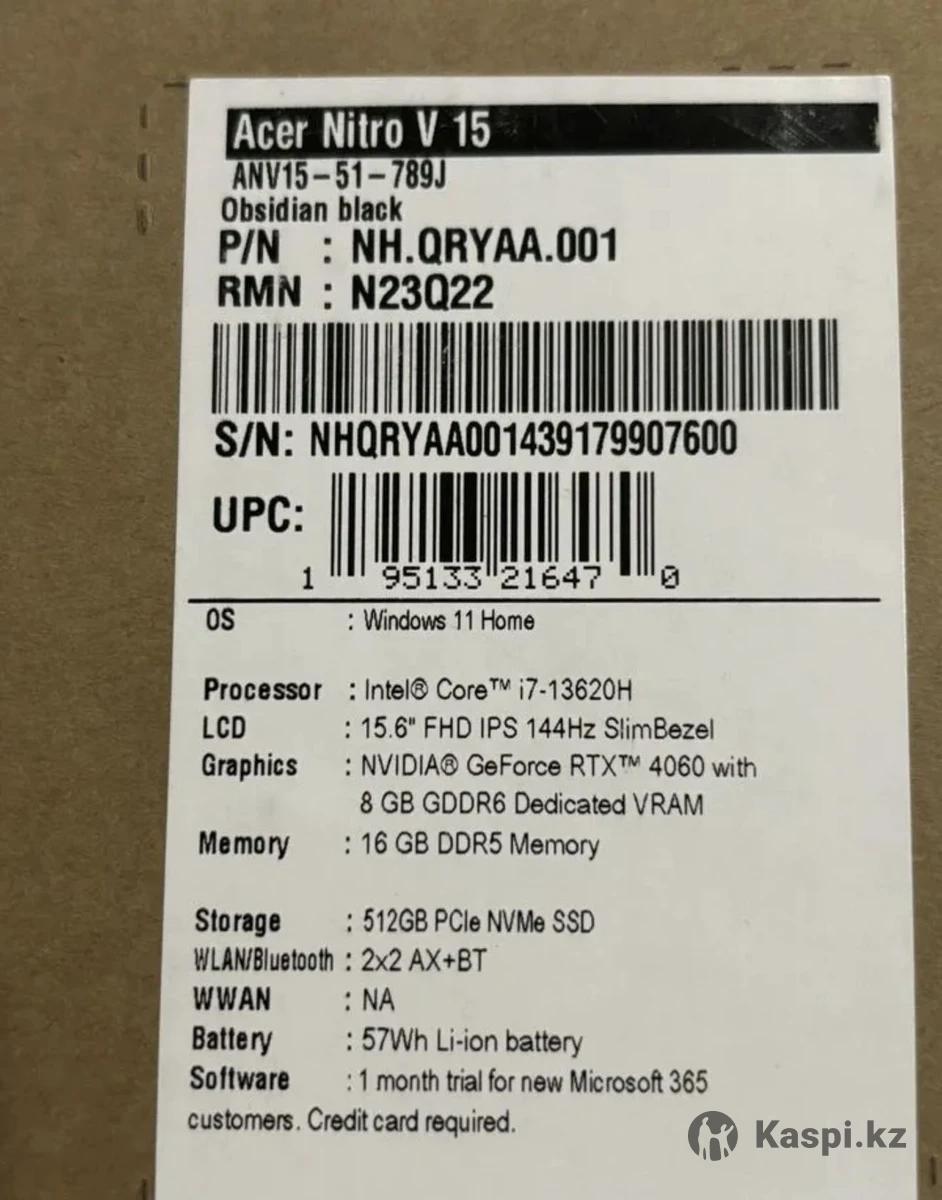 Acer Nitro V 15
ANV15-51-789J
Obsidian black
P/N : NH.QRYAA.001
RMN : N23Q22
S/N: NHQRYAA001439179907600
UPC:
1 95133 21647 0
OS : Windows 11 Home
Processor : Intel® Core™ i7-13620H
LCD : 15.6" FHD IPS 144Hz SlimBezel
Graphics : NVIDIA® GeForce RTX™ 4060 with
8 GB GDDR6 Dedicated VRAM
Memory : 16 GB DDR5 Memory
Storage : 512GB PCIe NVMe SSD
WLAN/Bluetooth : 2x2 AX+BT
WWAN : NA
Battery : 57Wh Li-ion battery
Software : 1 month trial for new Microsoft 365
customers. Credit card required.
Kaspi.kz